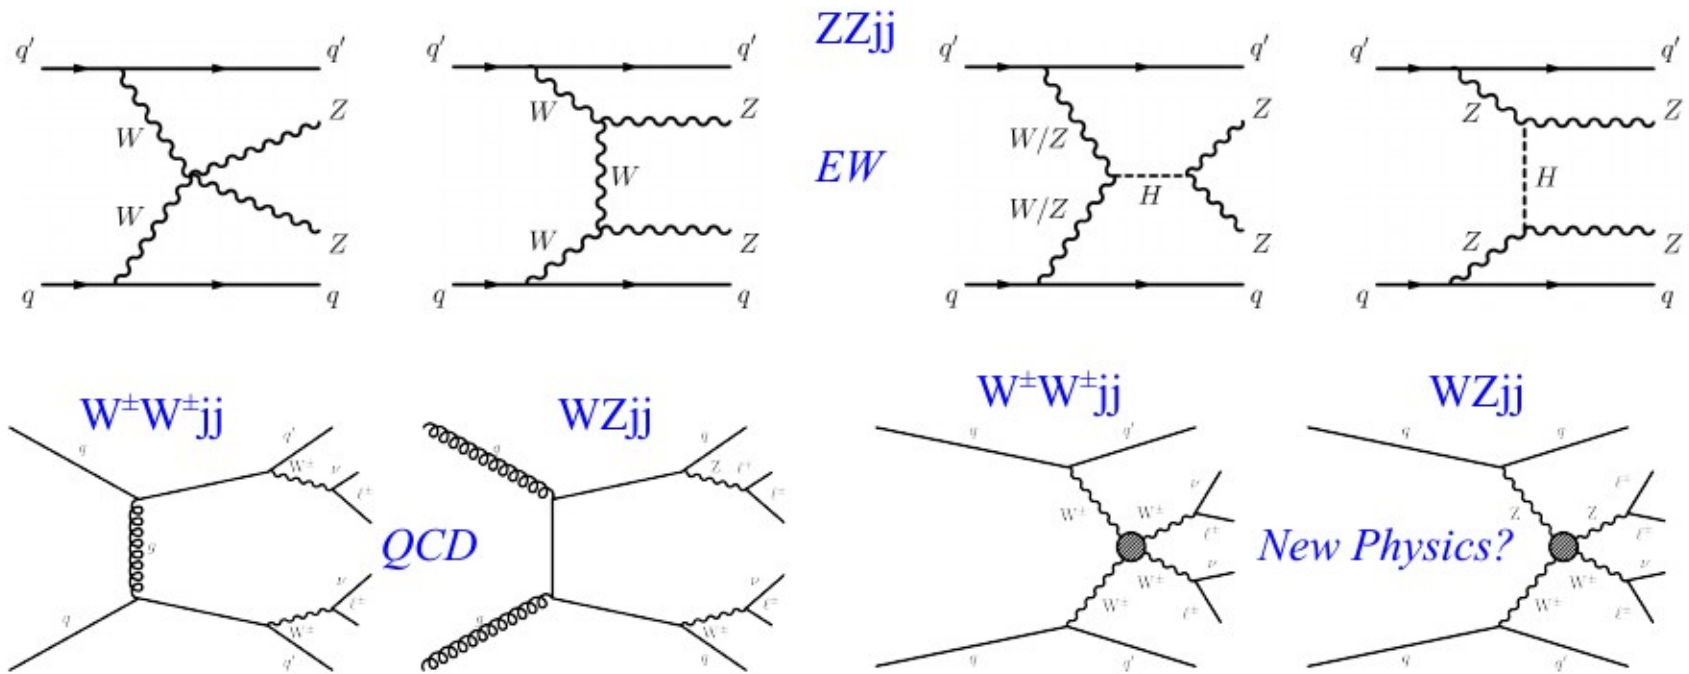 ZZjj
EW
q′ q′ W Z W Z q q
q′ q′ W Z W W Z q q
q′ q′ W/Z Z W/Z H Z q q
q′ q′ Z Z H Z Z q q
W±W±jj
WZjj
W±W±jj
WZjj
q q′ W± ν ℓ± g ν ℓ± q W± q′
QCD
g q Z ℓ± ℓ± g ν ℓ± W± q
q q′ ν W± W± ℓ± ν W± W± ℓ± q q′
New Physics?
q q ℓ± Z Z ℓ± ν W± W± ℓ± q q′